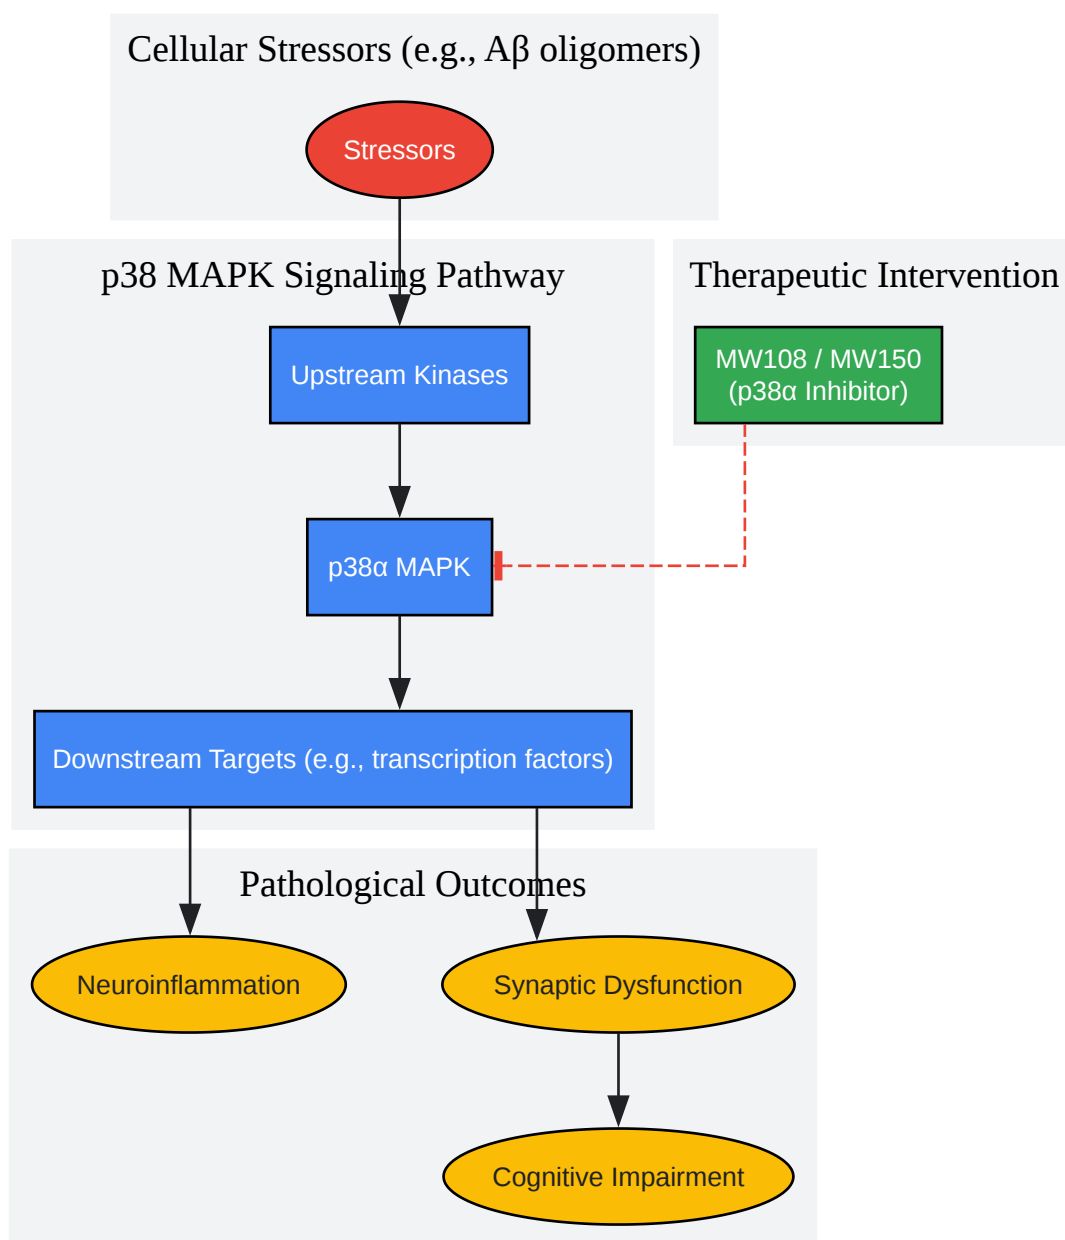 Cellular Stressors (e.g., Aβ oligomers)
Stressors
p38 MAPK Signaling Pathway
Therapeutic Intervention
Upstream Kinases
MW108 / MW150
(p38α Inhibitor)
p38α MAPK
Downstream Targets (e.g., transcription factors)
Pathological Outcomes
Neuroinflammation
Synaptic Dysfunction
Cognitive Impairment